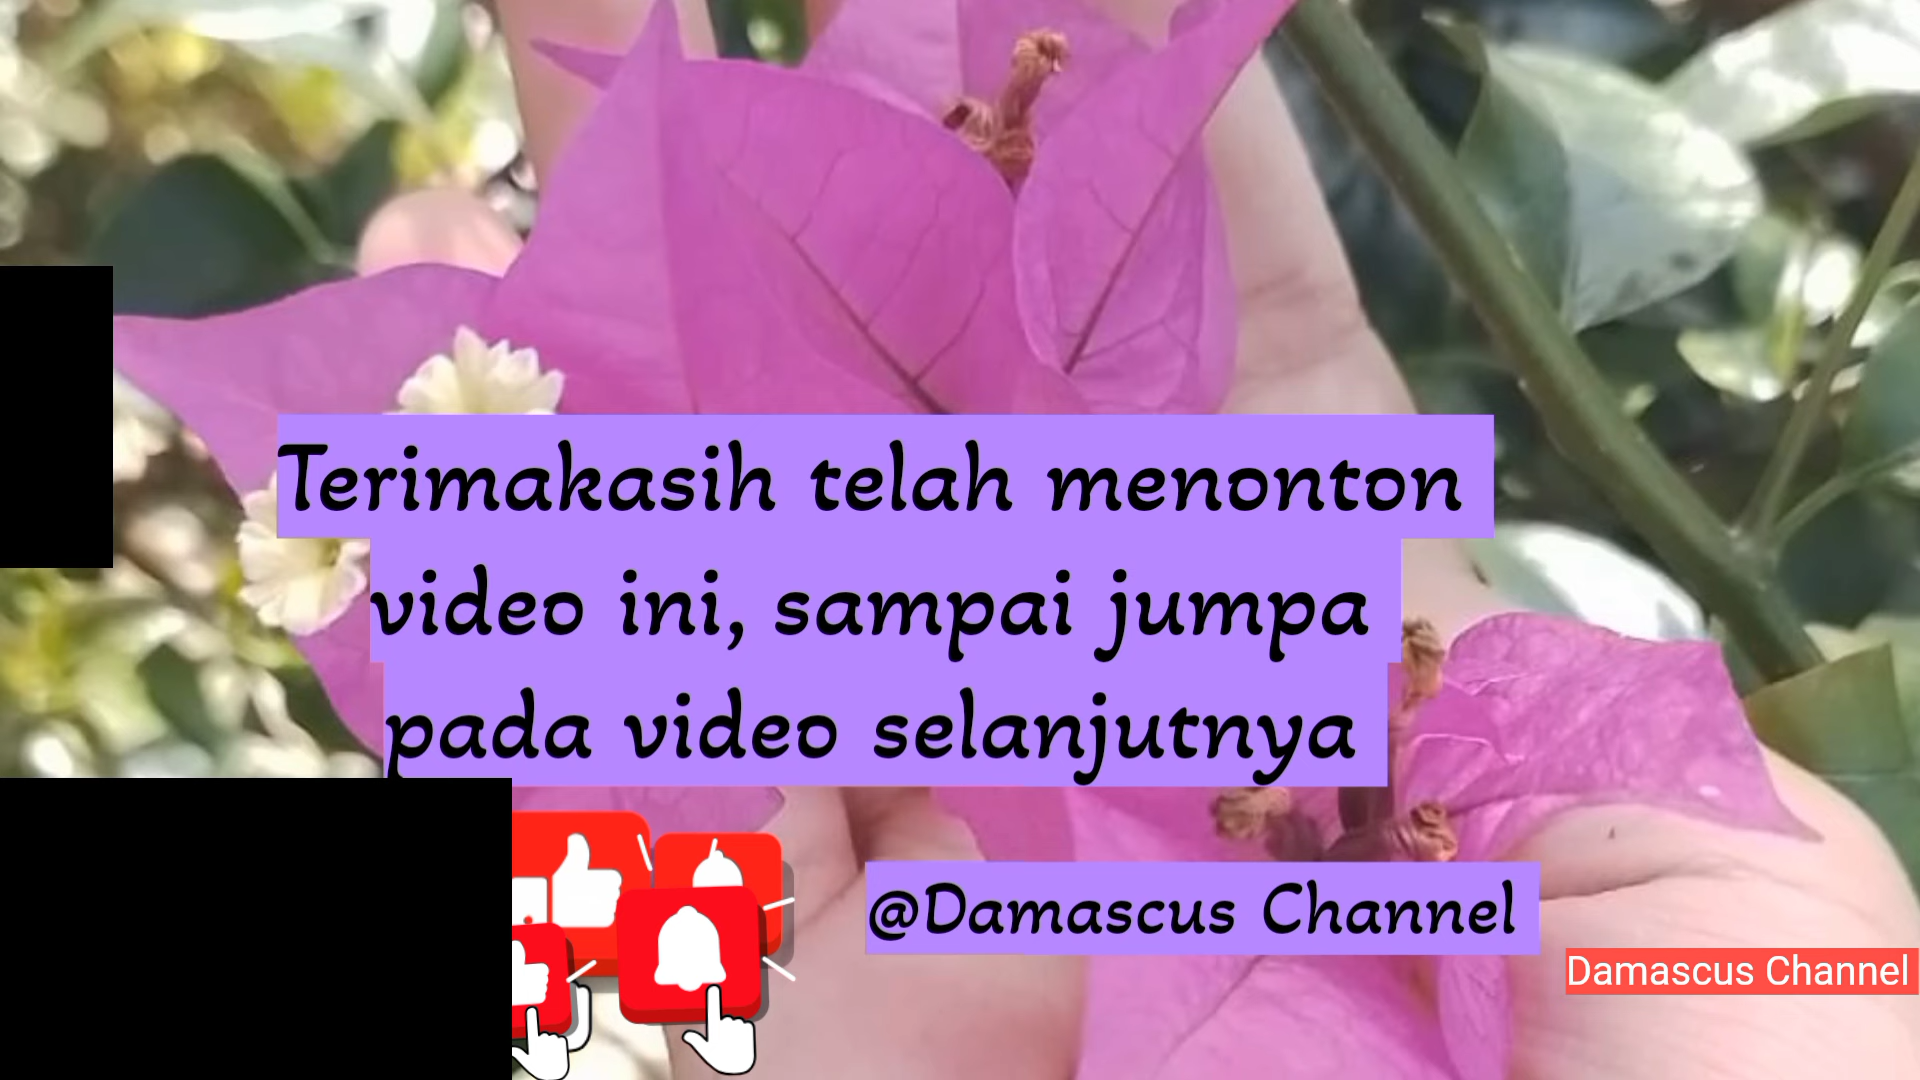 Terimakasih telah menonton
video ini, sampai jumpa
pada video selanjutnya
@Damascus Channel
Damascus Channel